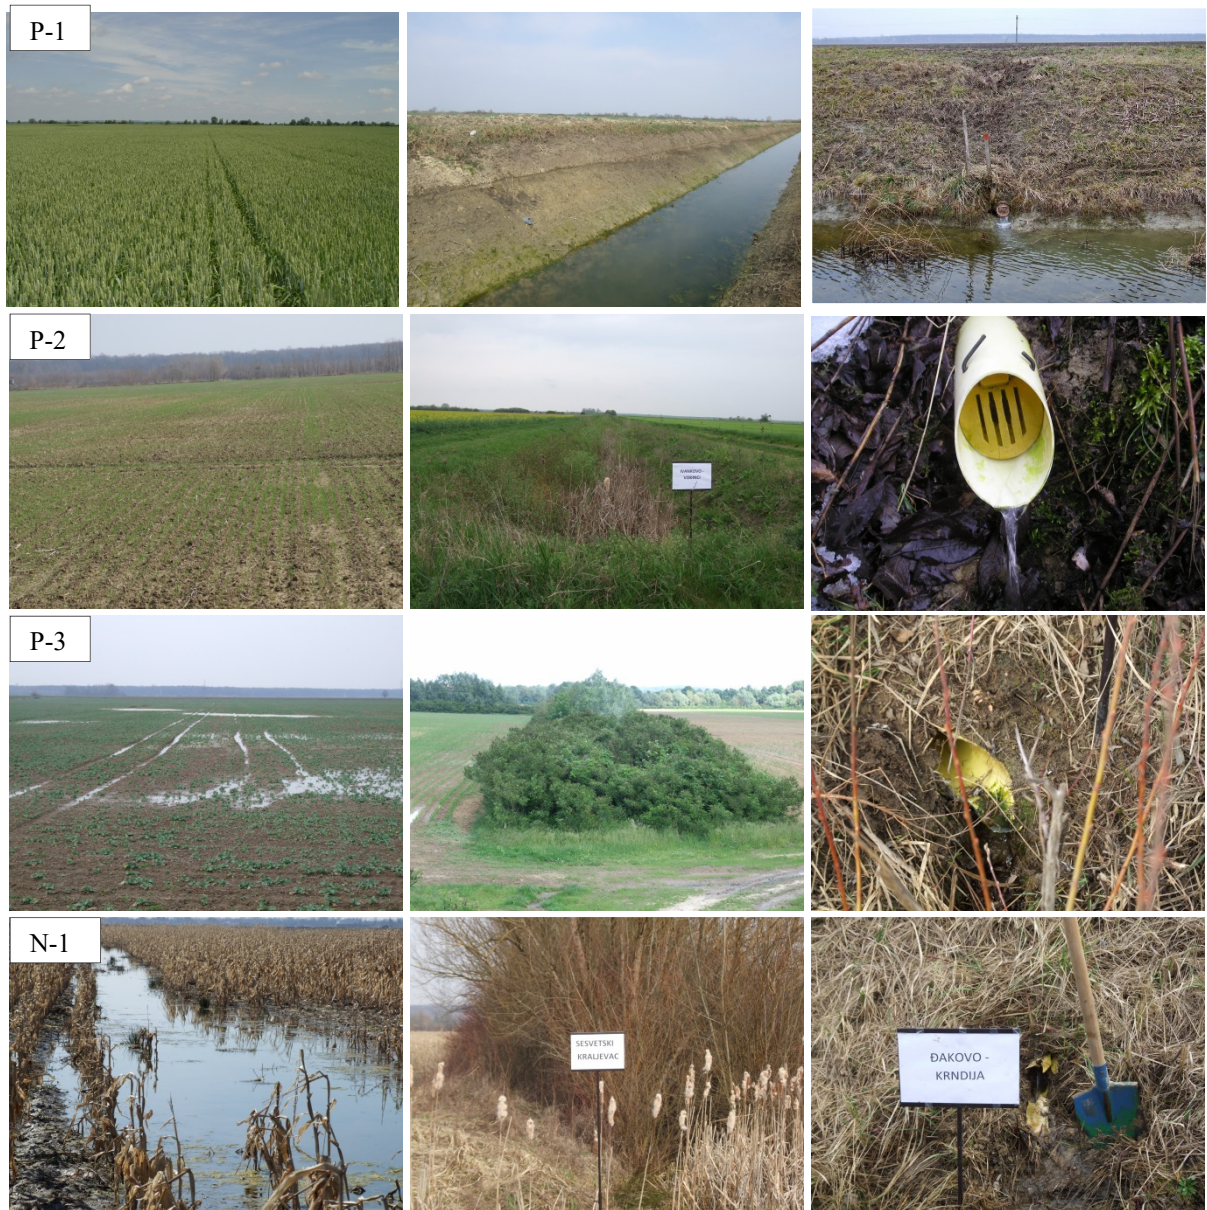 P-1
P-2
P-3
N-1
SESVETSKI
KRALJEVAC
ĐAKOVO -
KRNDIJA